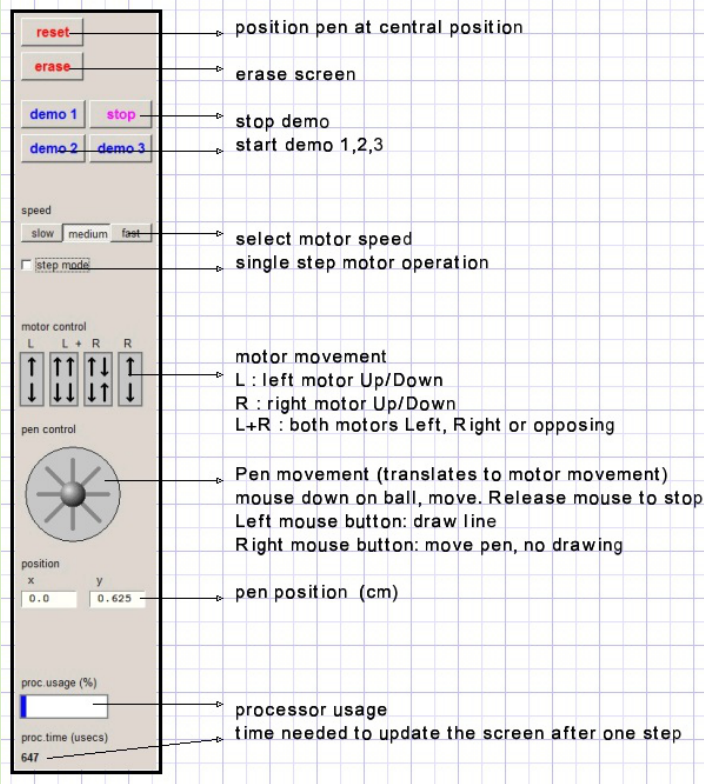 reset
position pen at central position
erase
erase screen
demo 1 stop
stop demo
demo 2 demo 3
start demo 1,2,3
speed
slow medium fast
select motor speed
step mode
single step motor operation
motor control
L L + R R
motor movement
L : left motor Up/Down
R : right motor Up/Down
L+R : both motors Left, Right or opposing
pen control
Pen movement (translates to motor movement)
mouse down on ball, move. Release mouse to stop
Left mouse button: draw line
Right mouse button: move pen, no drawing
position
x y
0.0 0.625
pen position (cm)
proc.usage (%)
processor usage
proc.time (usecs)
time needed to update the screen after one step
647